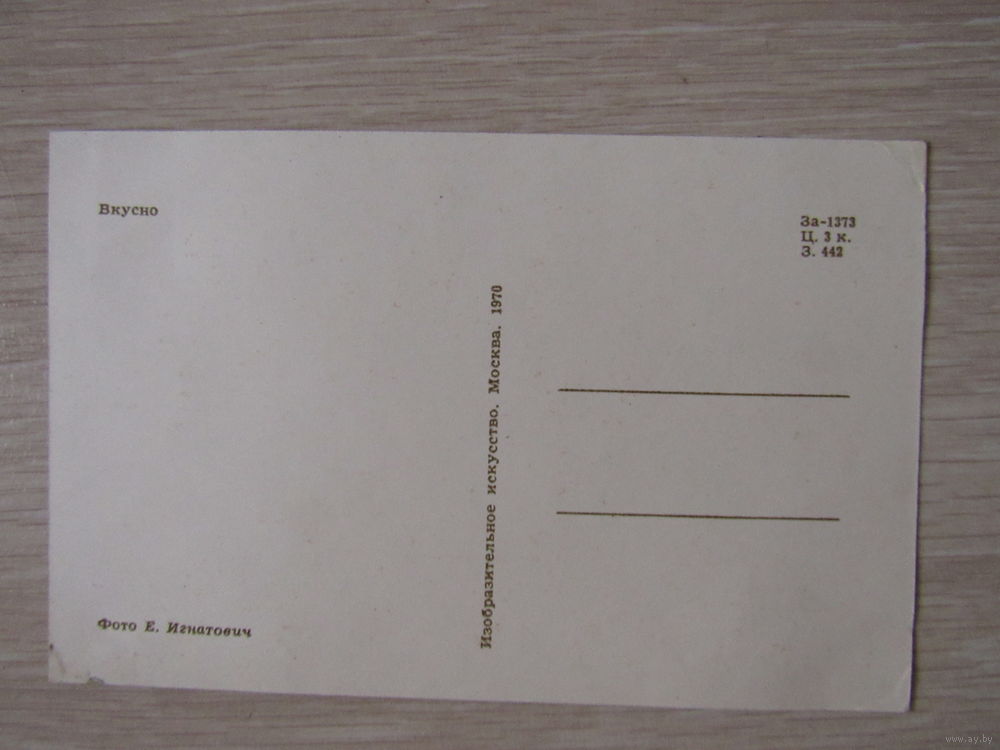 Вкусно
За-1373
Ц. 3 к.
З. 442
Изобразительное искусство. Москва. 1970
Фото Е. Игнатович
www.ay.by